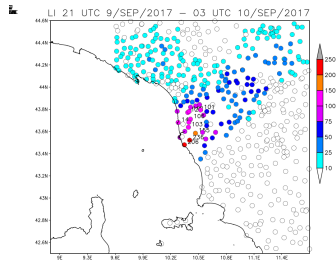 LI 21 UTC 9/SEP/2017 – 03 UTC 10/SEP/2017
44.6N
44.4N
44.2N
44N
43.8N
43.6N
43.4N
43.2N
43N
42.8N
42.6N
9E 9.3E 9.6E 9.9E 10.2E 10.5E 10.8E 11.1E 11.4E 11.7E
250
200
150
100
75
50
25
10